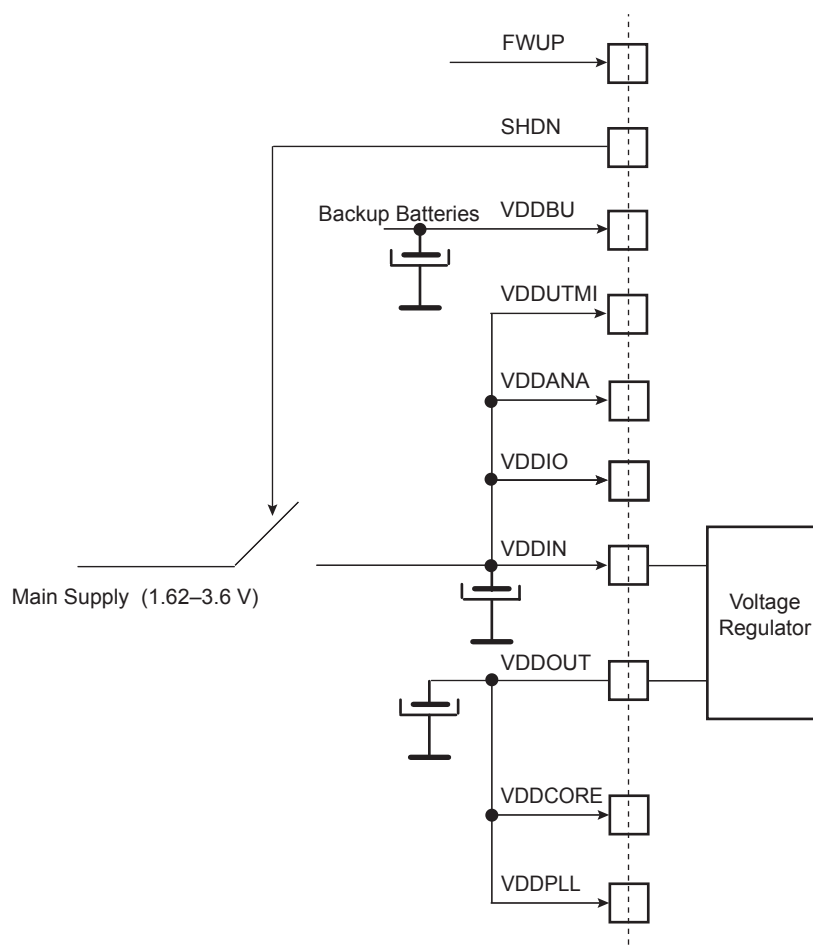 FWUP
SHDN
Backup Batteries
VDDBU
VDDUTMI
VDDANA
VDDIO
VDDIN
Main Supply (1.62–3.6 V)
Voltage
Regulator
VDDOUT
VDDCORE
VDDPLL